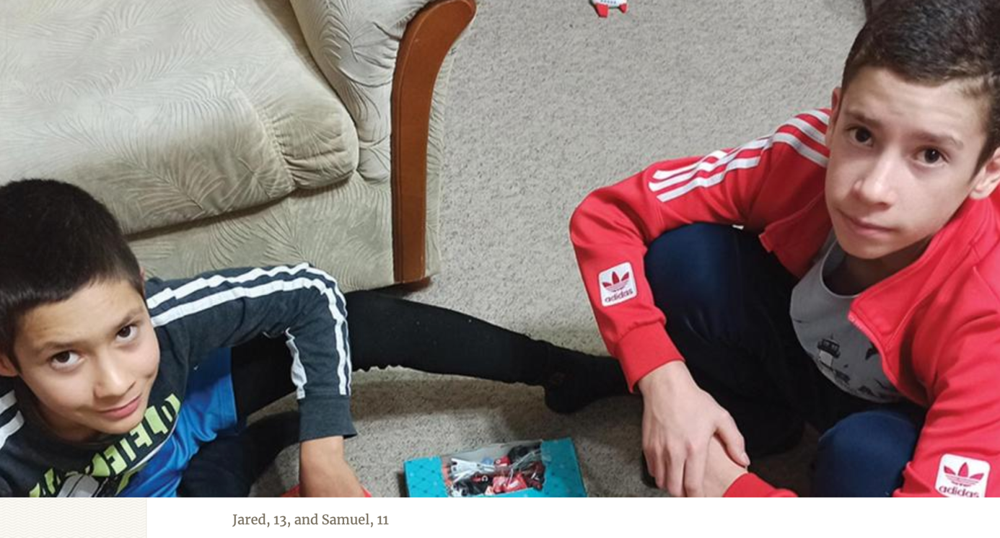 adidas
adidas
Jared, 13, and Samuel, 11